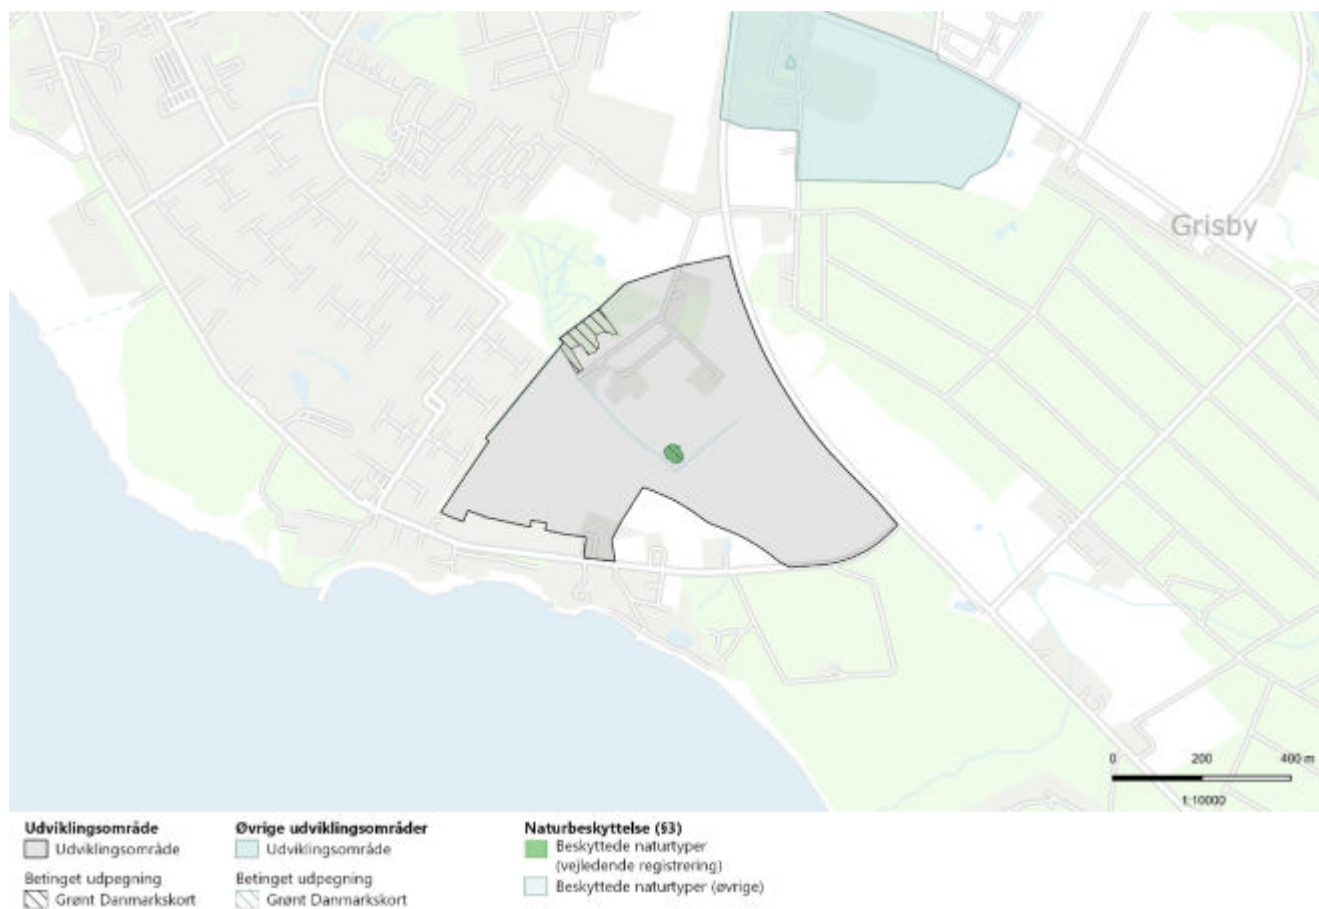 Grisby
0 200 400 m
1:10000
Udviklingsområde
Udviklingsområde
Betinget udpegning
Grønt Danmarkskort
Øvrige udviklingsområder
Udviklingsområde
Betinget udpegning
Grønt Danmarkskort
Naturbeskyttelse (§3)
Beskyttede naturtyper
(vejledende registrering)
Beskyttede naturtyper (øvrige)